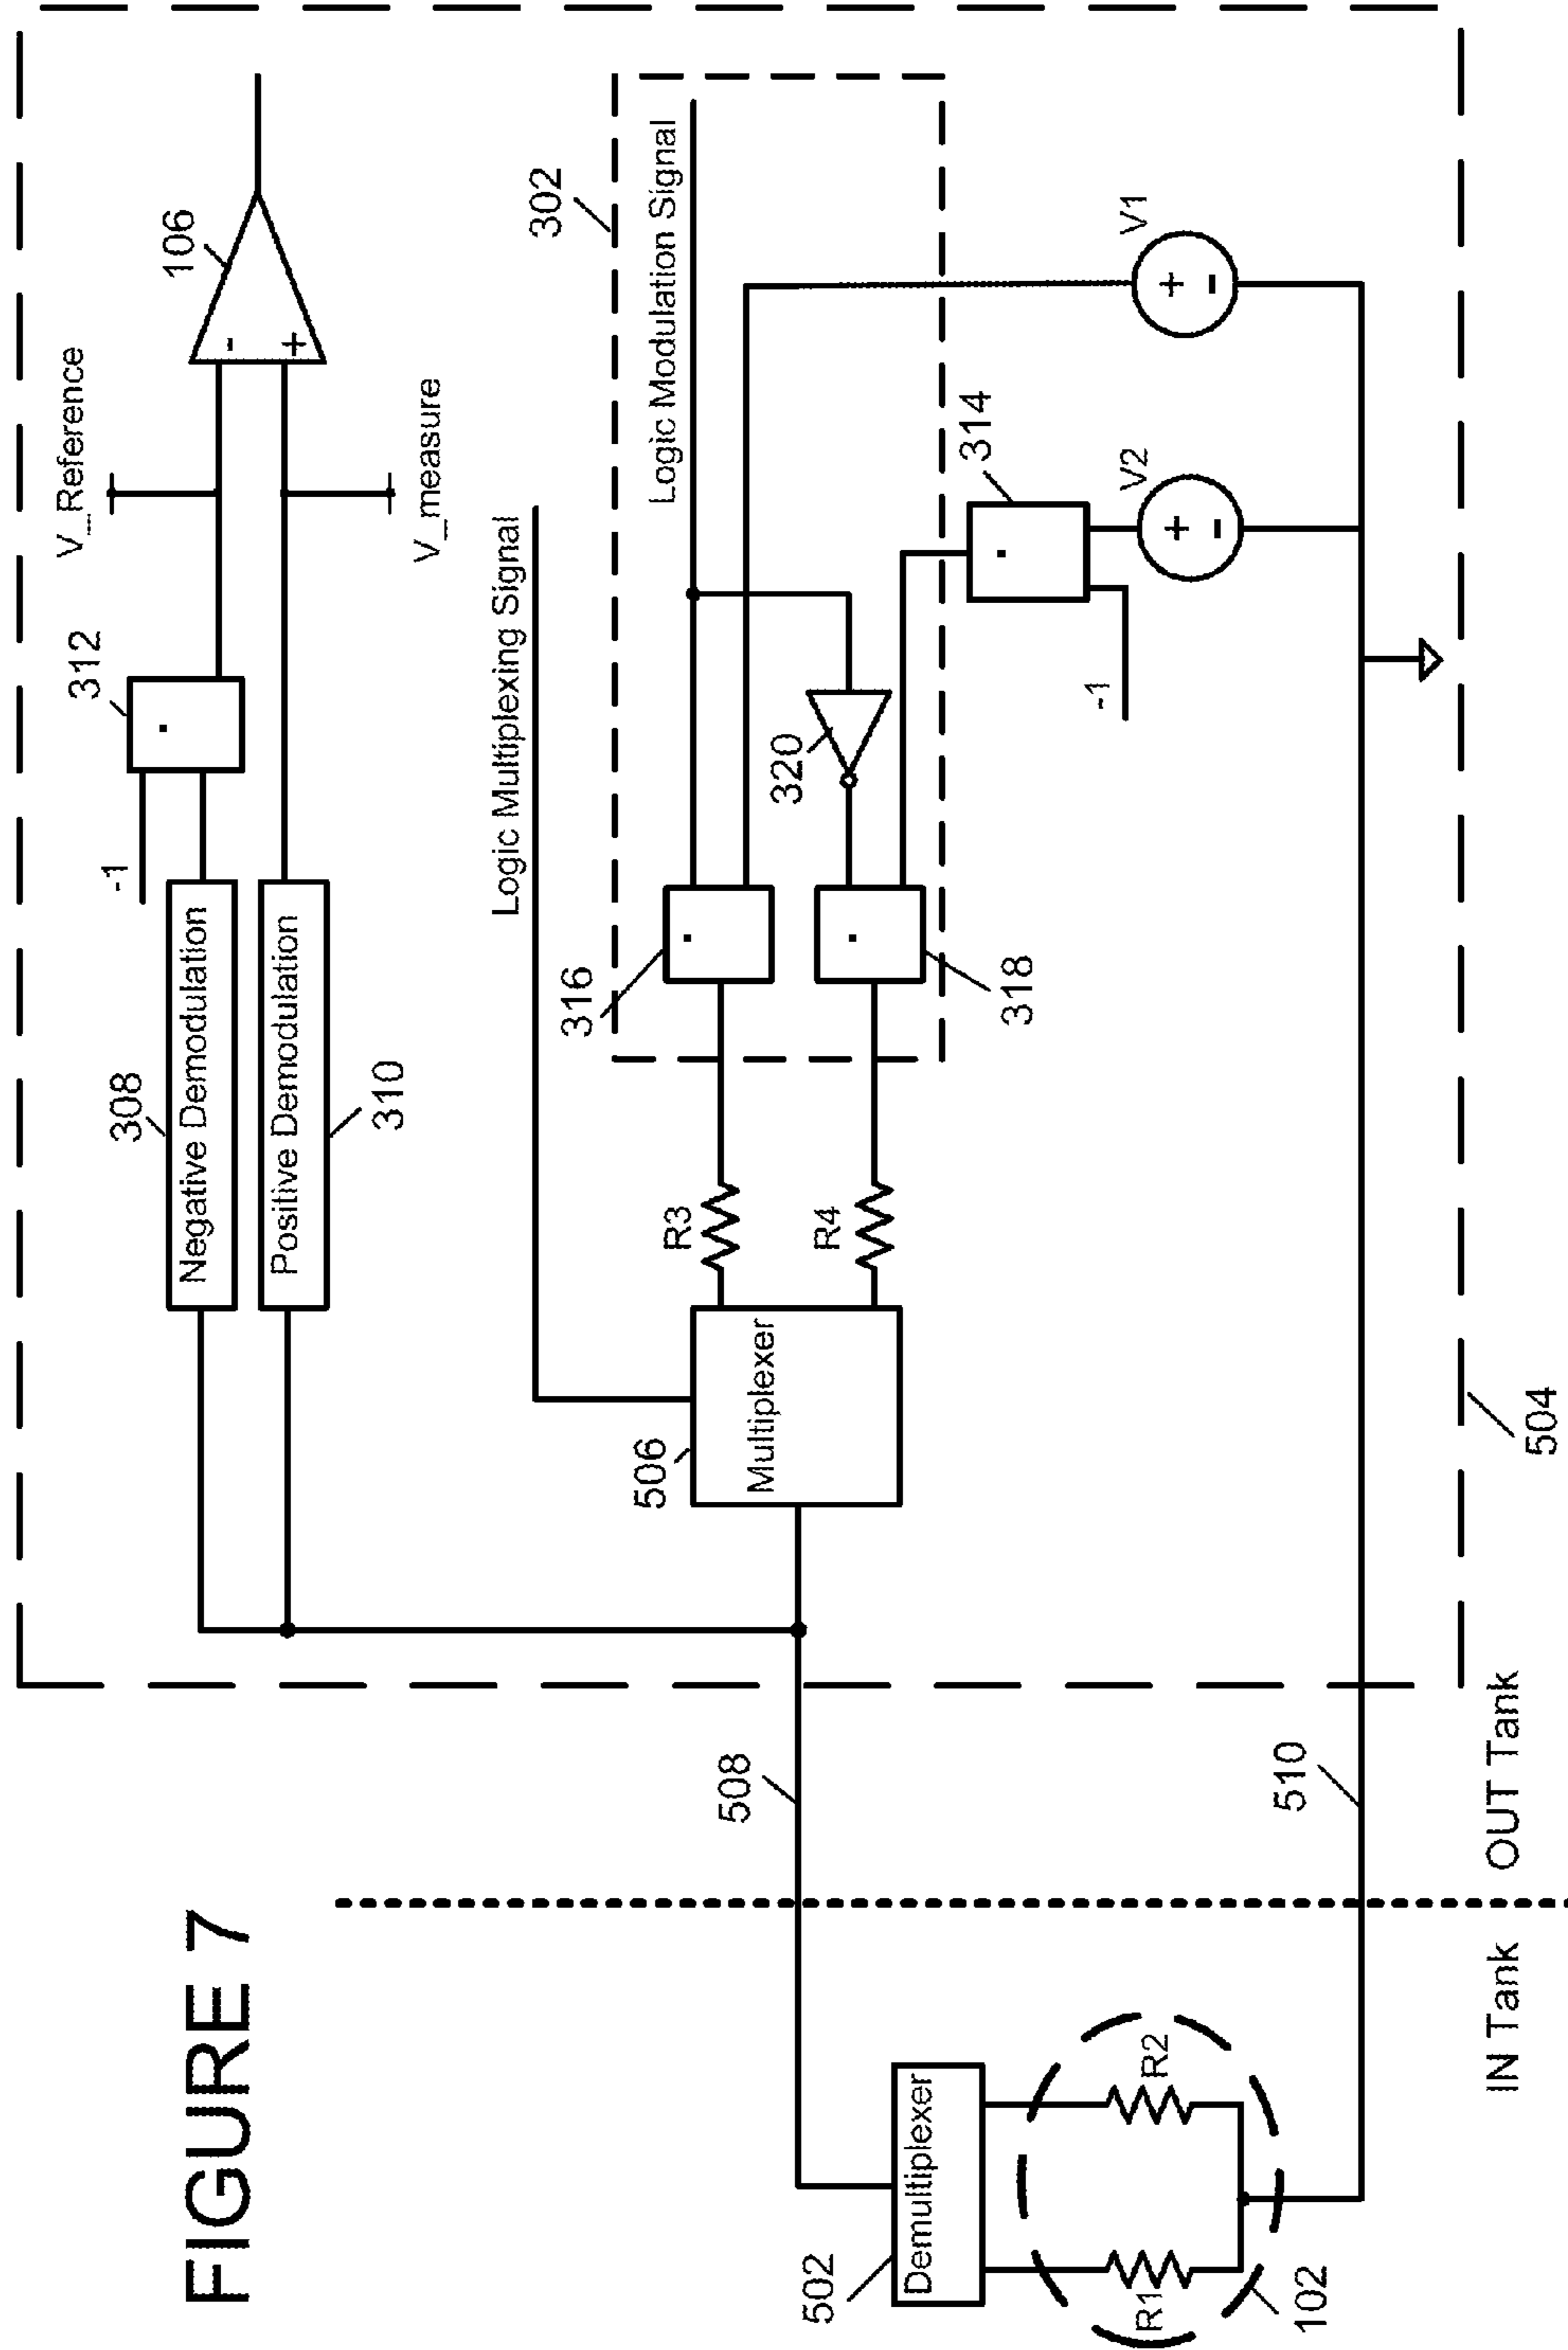 FIGURE 7
308
Negative Demodulation
-1
312
V_Reference
106
-
+
310
Positive Demodulation
V_measure
Logic Multiplexing Signal
302
Logic Modulation Signal
506
Multiplexer
R3
R4
316
318
320
314
-1
V2
+
-
V1
+
-
508
502
Demultiplexer
R1
R2
102
510
IN Tank
OUT Tank
504